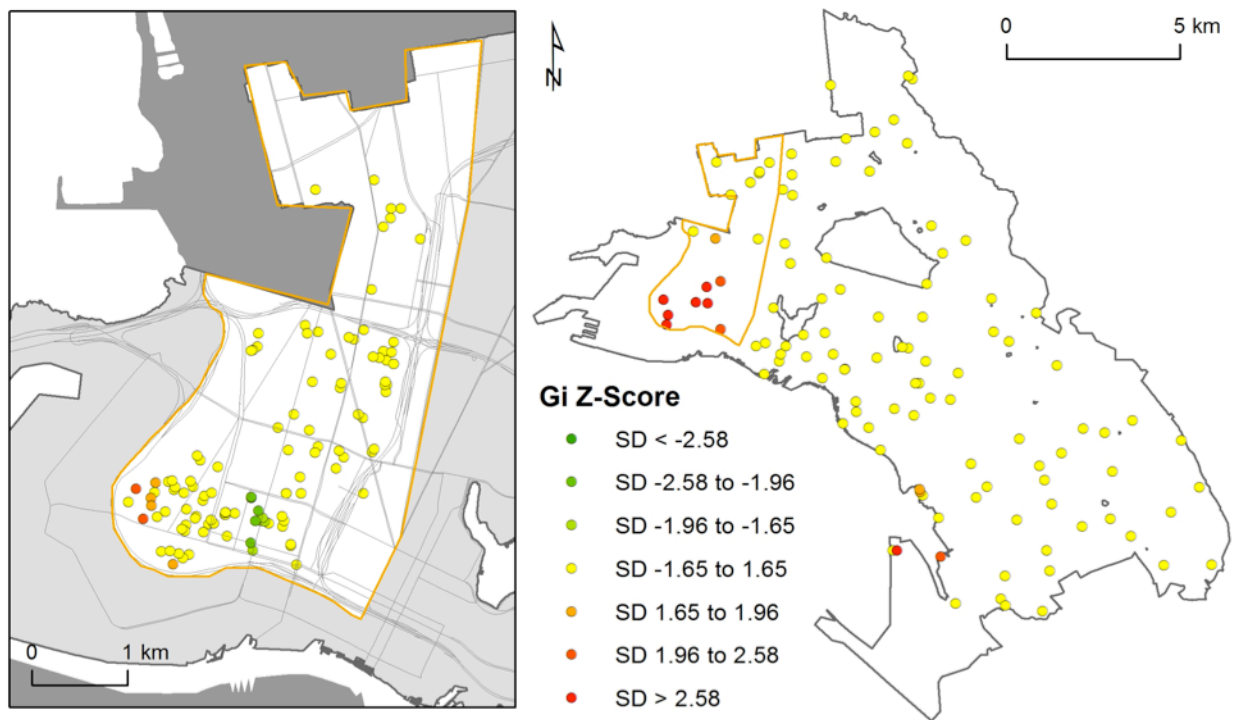 0 1 km
N
0 5 km
Gi Z-Score
SD < -2.58
SD -2.58 to -1.96
SD -1.96 to -1.65
SD -1.65 to 1.65
SD 1.65 to 1.96
SD 1.96 to 2.58
SD > 2.58